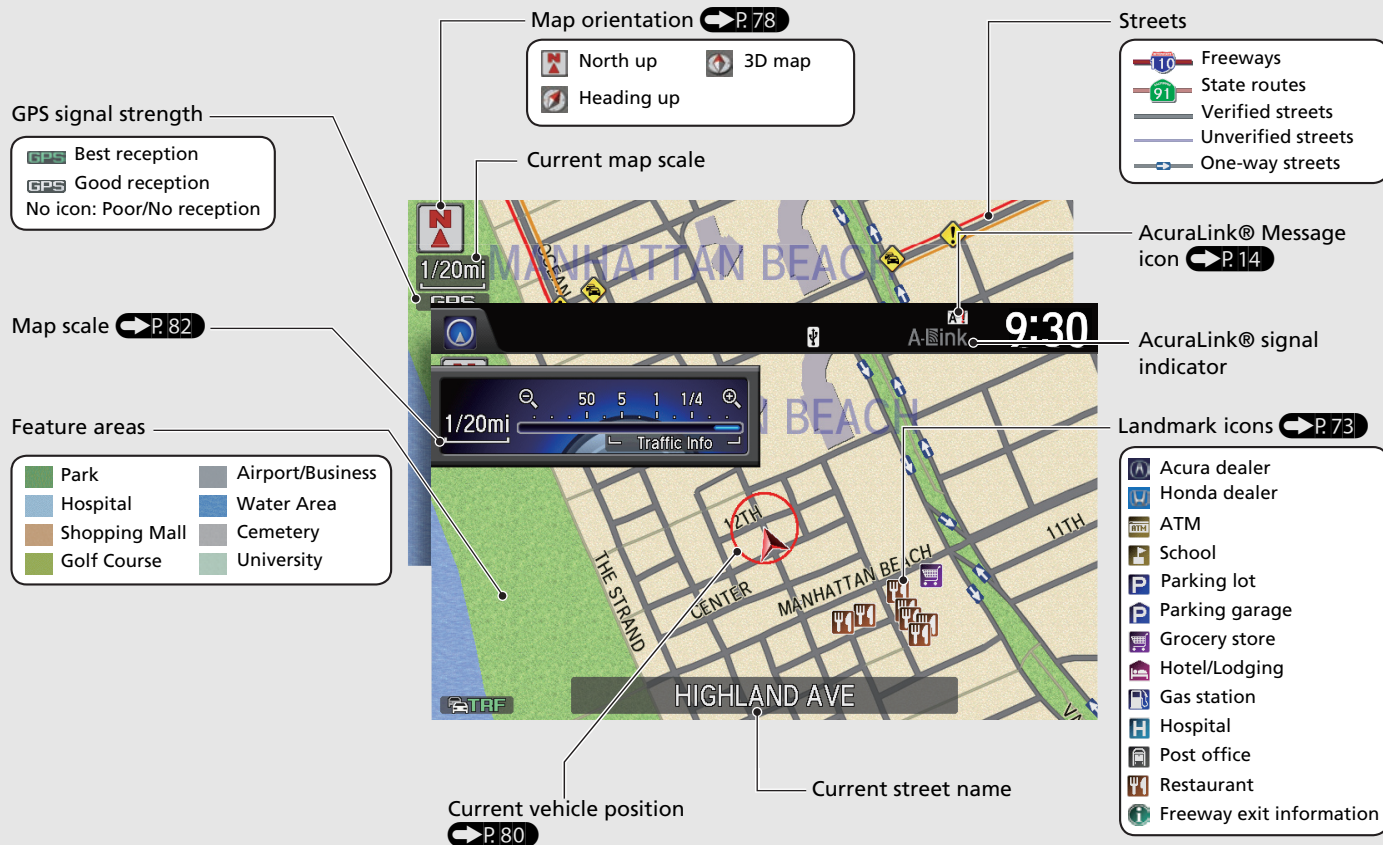 Map orientation P. 78
North up
3D map
Heading up
Streets
110 Freeways
91 State routes
Verified streets
Unverified streets
One-way streets
GPS signal strength
GPS Best reception
GPS Good reception
No icon: Poor/No reception
Current map scale
AcuraLink® Message
icon P. 14
AcuraLink® signal
indicator
Map scale P. 82
Feature areas
Park
Airport/Business
Hospital
Water Area
Shopping Mall
Cemetery
Golf Course
University
Landmark icons P. 73
Acura dealer
Honda dealer
ATM ATM
School
P Parking lot
P Parking garage
Grocery store
Hotel/Lodging
Gas station
H Hospital
Post office
Restaurant
Freeway exit information
N
1/20mi
GPS
OCEAN
MANHATTAN BEACH
9:30
50 5 1 1/4
1/20mi
Traffic Info
BEACH
12TH
11TH
THE STRAND
CENTER
MANHATTAN BEACH
TRF
HIGHLAND AVE
Current vehicle position
P. 80
Current street name